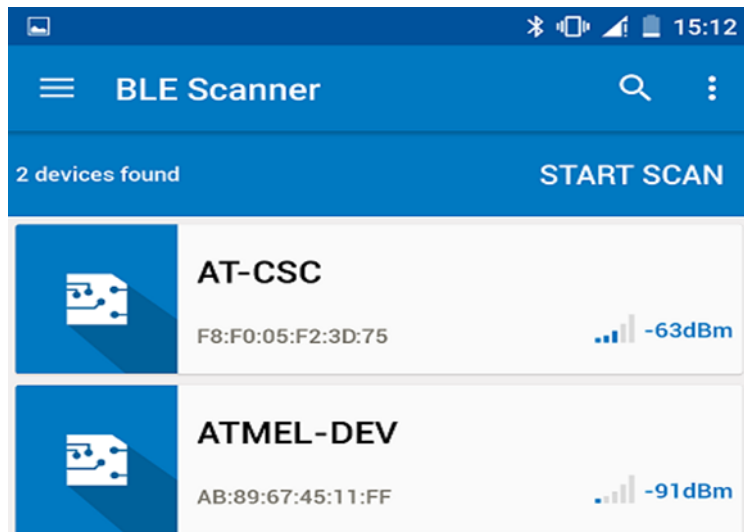 15:12
BLE Scanner
2 devices found
START SCAN
AT-CSC
F8:F0:05:F2:3D:75
-63dBm
ATMEL-DEV
AB:89:67:45:11:FF
-91dBm